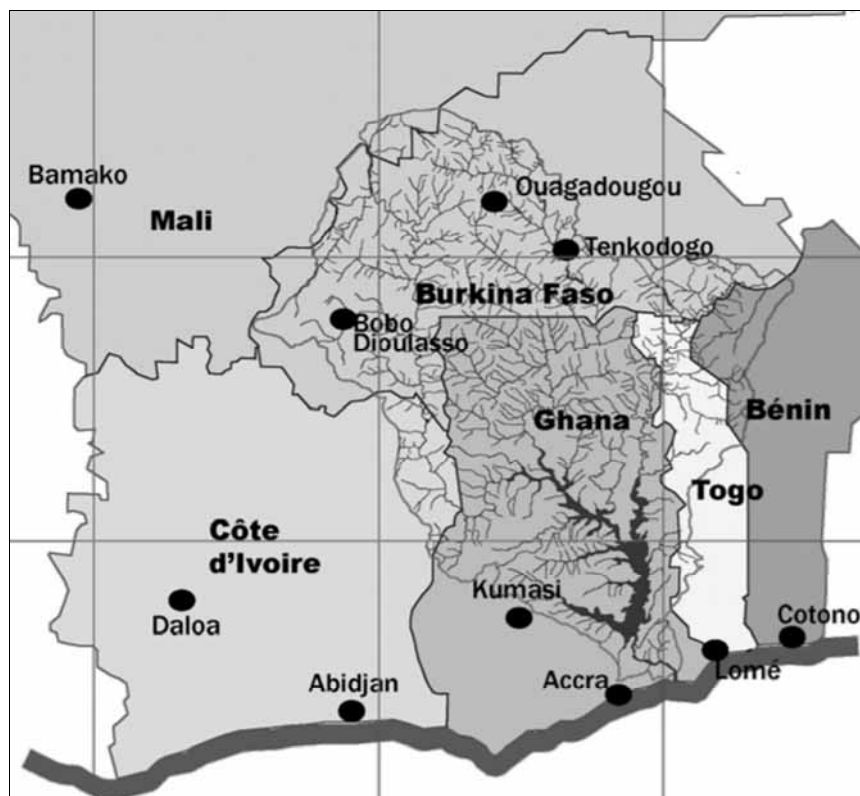 Bamako
Mali
Ouagadougou
Tenkodogo
Burkina Faso
Bobo
Dioulasso
Ghana
Bénin
Togo
Côte
d'Ivoire
Kumasi
Daloa
Cotono
Lomé
Abidjan
Accra